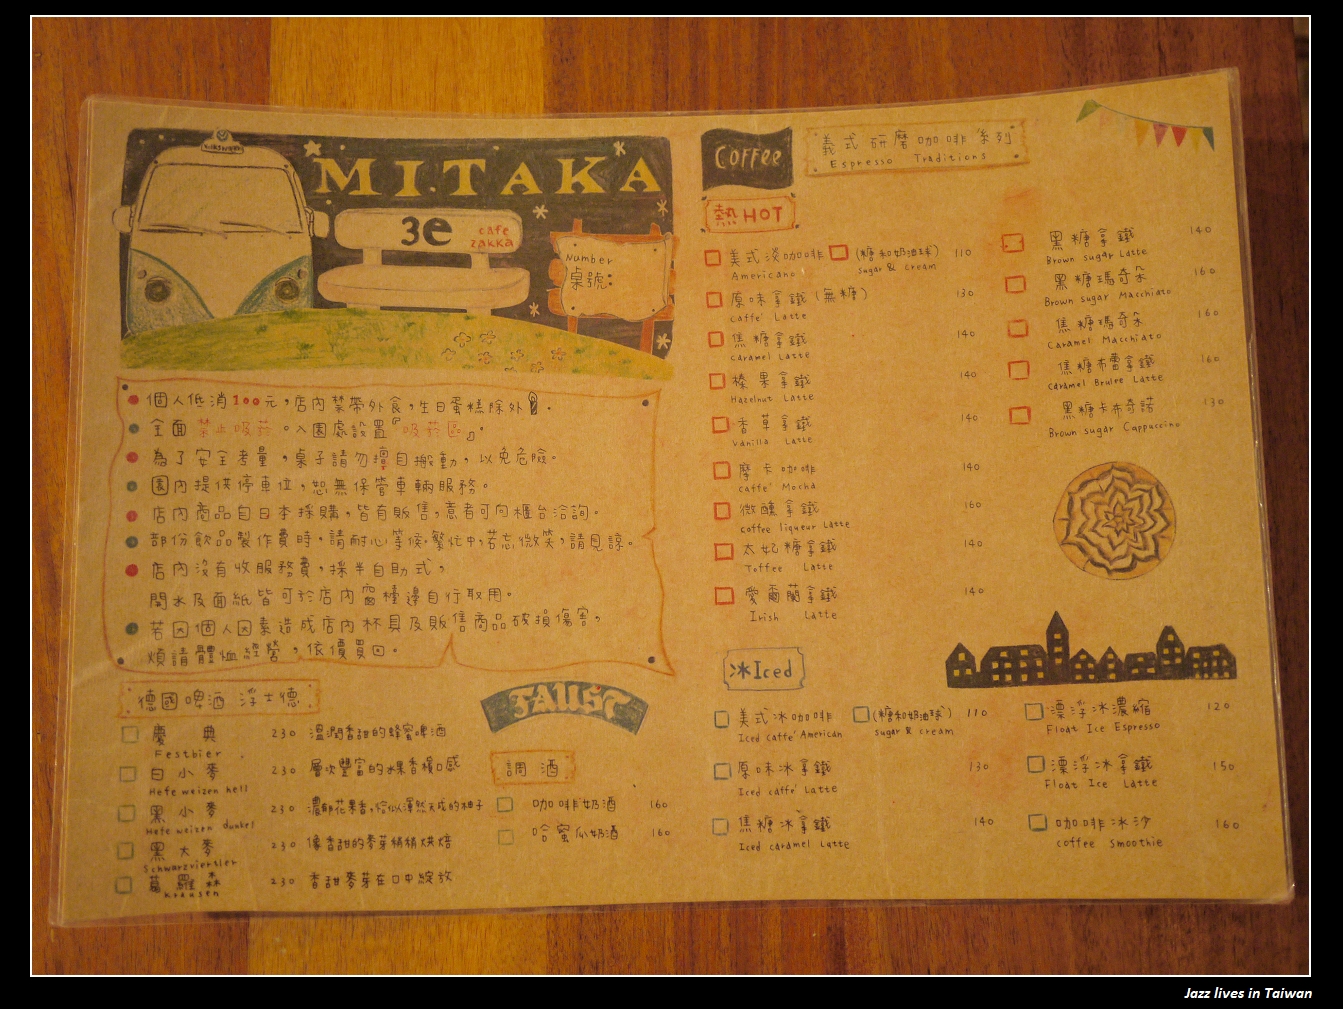 Volkswagen
MITAKA
3e cafe zakka
Number
桌號:
個人低消100元,店內禁帶外食,生日蛋糕除外。
全面禁止吸菸。入園處設置『吸菸區』。
為了安全考量,桌子請勿擅自搬動,以免危險。
園內提供停車位,恕無保管車輛服務。
店內商品自日本採購,皆有販售,意者可向櫃台洽詢。
部份飲品製作費時,請耐心等候,繁忙中,若忘微笑,請見諒。
店內沒有收服務費,採半自助式,
開水及面紙皆可於店內窗檯邊自行取用。
若因個人因素造成店內杯具及販售商品破損傷害,
煩請體恤經營,依價買回。
德國啤酒 浮士德
FAUST
慶典 230 溫潤香甜的蜂蜜啤酒
Festbier
白小麥 230 層次豐富的水果香檳口感
Hefe weizen hell
黑小麥 230 濃郁花果香,恰似渾然天成的柚子
Hefe weizen dunkel
黑大麥 230 像香甜的麥芽稍稍烘焙
Schwarzviertler
葛羅森 230 香甜麥芽在口中綻放
Krausen
調酒
咖啡奶酒 160
哈蜜瓜奶酒 160
Coffee
義式研磨咖啡系列
Espresso Traditions
熱HOT
美式淡咖啡 (糖和奶油球) 110
Americano sugar & cream
原味拿鐵(無糖) 130
caffe' Latte
焦糖拿鐵 140
caramel Latte
榛果拿鐵 140
Hazelnut Latte
香草拿鐵 140
Vanilla Latte
摩卡咖啡 140
caffe' Mocha
微醺拿鐵 160
coffee liqueur Latte
太妃糖拿鐵 140
Toffee Latte
愛爾蘭拿鐵 140
Irish Latte
黑糖拿鐵 140
Brown sugar Latte
黑糖瑪奇朵 160
Brown sugar Macchiato
焦糖瑪奇朵 160
Caramel Macchiato
焦糖布蕾拿鐵 160
caramel Brulre Latte
黑糖卡布奇諾 130
Brown sugar Cappuccino
冰Iced
美式冰咖啡 (糖和奶油球) 110
Iced caffe' American sugar & cream
原味冰拿鐵 130
Iced caffe' Latte
焦糖冰拿鐵 140
Iced caramel Latte
漂浮冰濃縮 120
Float Ice Espresso
漂浮冰拿鐵 150
Float Ice Latte
咖啡冰沙 160
coffee Smoothie
Jazz lives in Taiwan